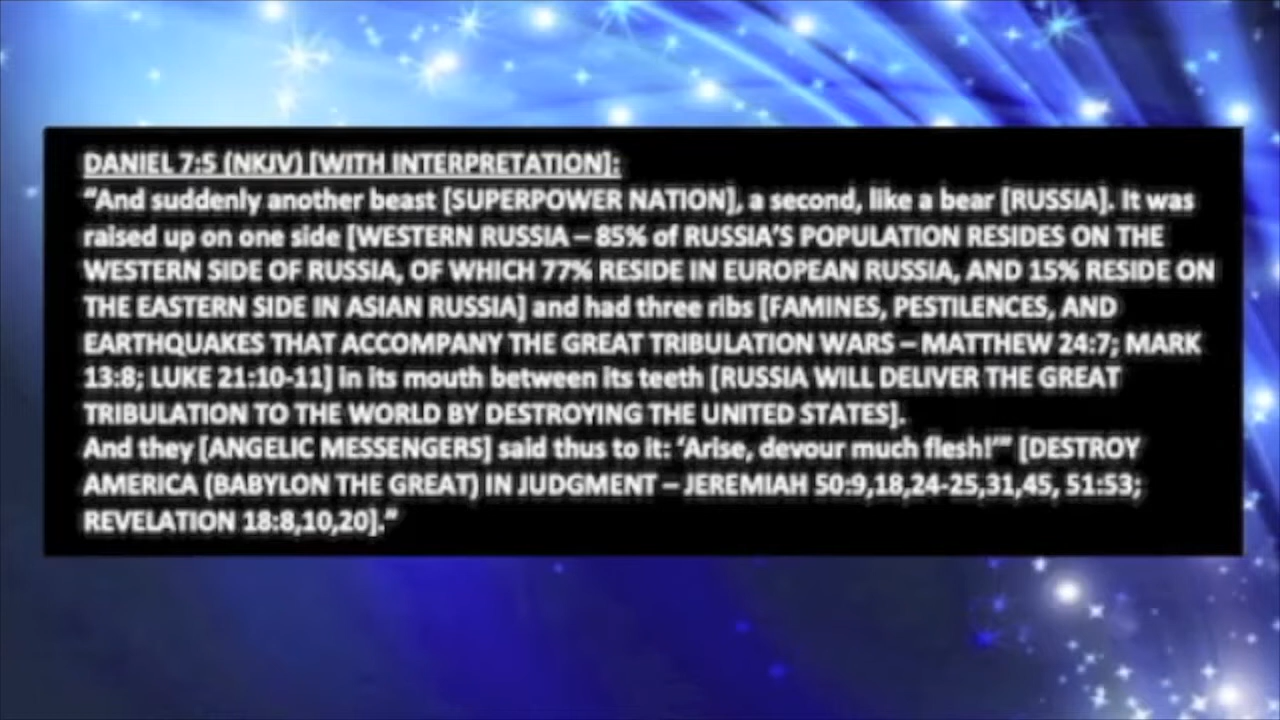 DANIEL 7:5 (NKJV) [WITH INTERPRETATION]:
“And suddenly another beast [SUPERPOWER NATION], a second, like a bear [RUSSIA]. It was
raised up on one side [WESTERN RUSSIA – 85% of RUSSIA’S POPULATION RESIDES ON THE
WESTERN SIDE OF RUSSIA, OF WHICH 77% RESIDE IN EUROPEAN RUSSIA, AND 15% RESIDE ON
THE EASTERN SIDE IN ASIAN RUSSIA] and had three ribs [FAMINES, PESTILENCES, AND
EARTHQUAKES THAT ACCOMPANY THE GREAT TRIBULATION WARS – MATTHEW 24:7; MARK
13:8; LUKE 21:10-11] in its mouth between its teeth [RUSSIA WILL DELIVER THE GREAT
TRIBULATION TO THE WORLD BY DESTROYING THE UNITED STATES].
And they [ANGELIC MESSENGERS] said thus to it: ‘Arise, devour much flesh!’” [DESTROY
AMERICA (BABYLON THE GREAT) IN JUDGMENT – JEREMIAH 50:9,18,24-25,31,45, 51:53;
REVELATION 18:8,10,20].”